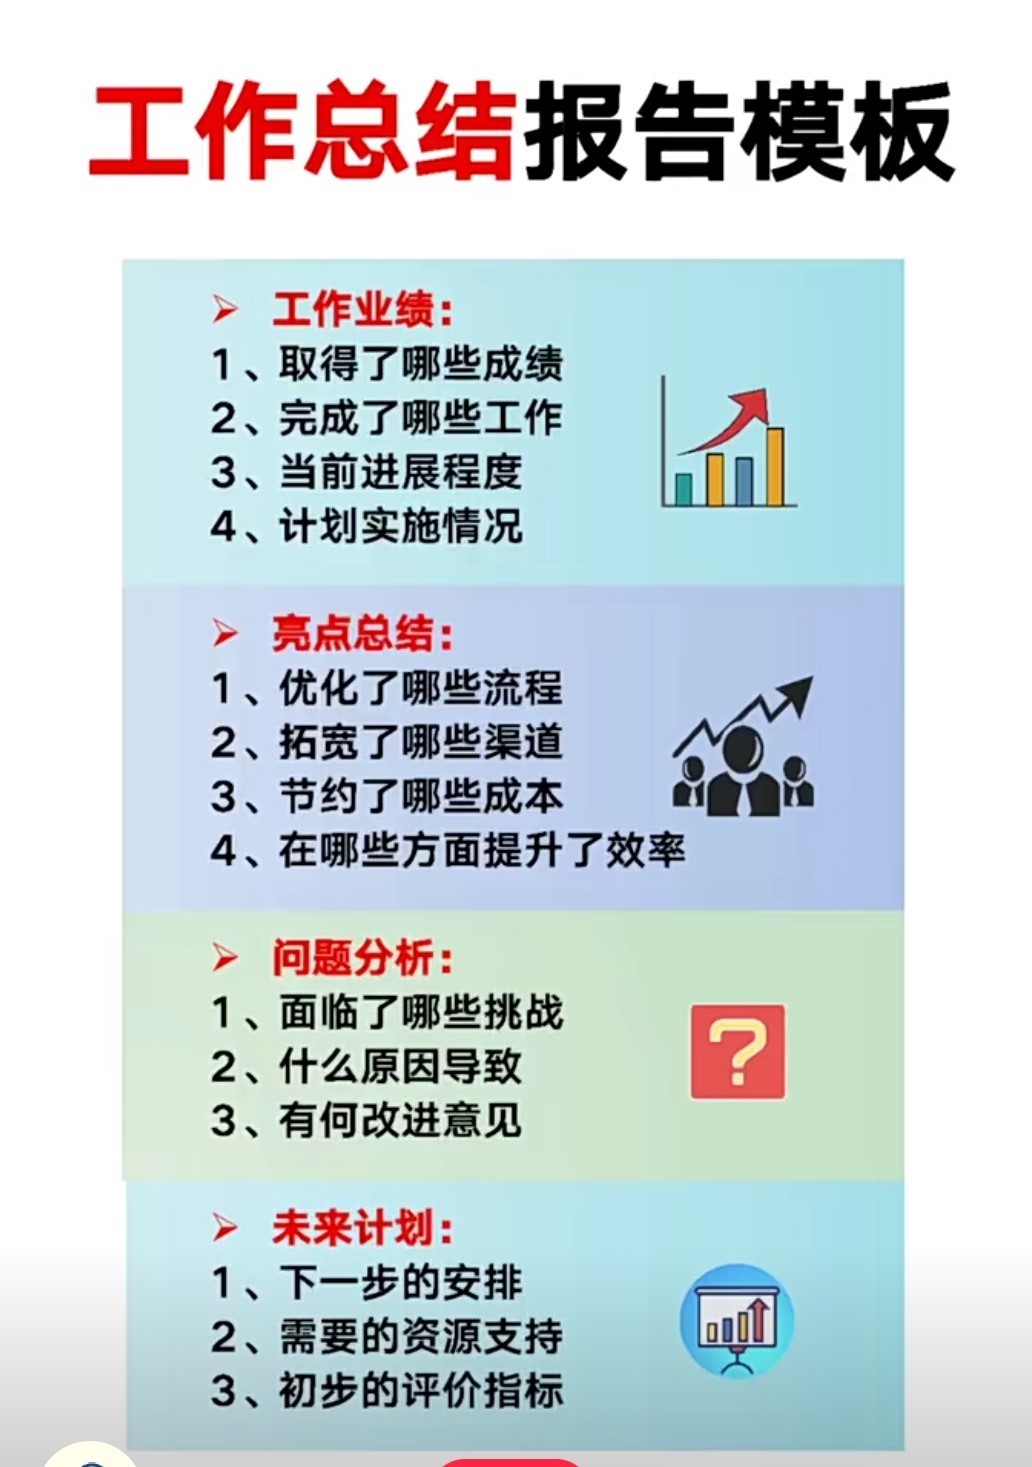 工作总结报告模板
➢ 工作业绩：
1、取得了哪些成绩
2、完成了哪些工作
3、当前进展程度
4、计划实施情况
➢ 亮点总结：
1、优化了哪些流程
2、拓宽了哪些渠道
3、节约了哪些成本
4、在哪些方面提升了效率
➢ 问题分析：
1、面临了哪些挑战
2、什么原因导致
3、有何改进意见
➢ 未来计划：
1、下一步的安排
2、需要的资源支持
3、初步的评价指标